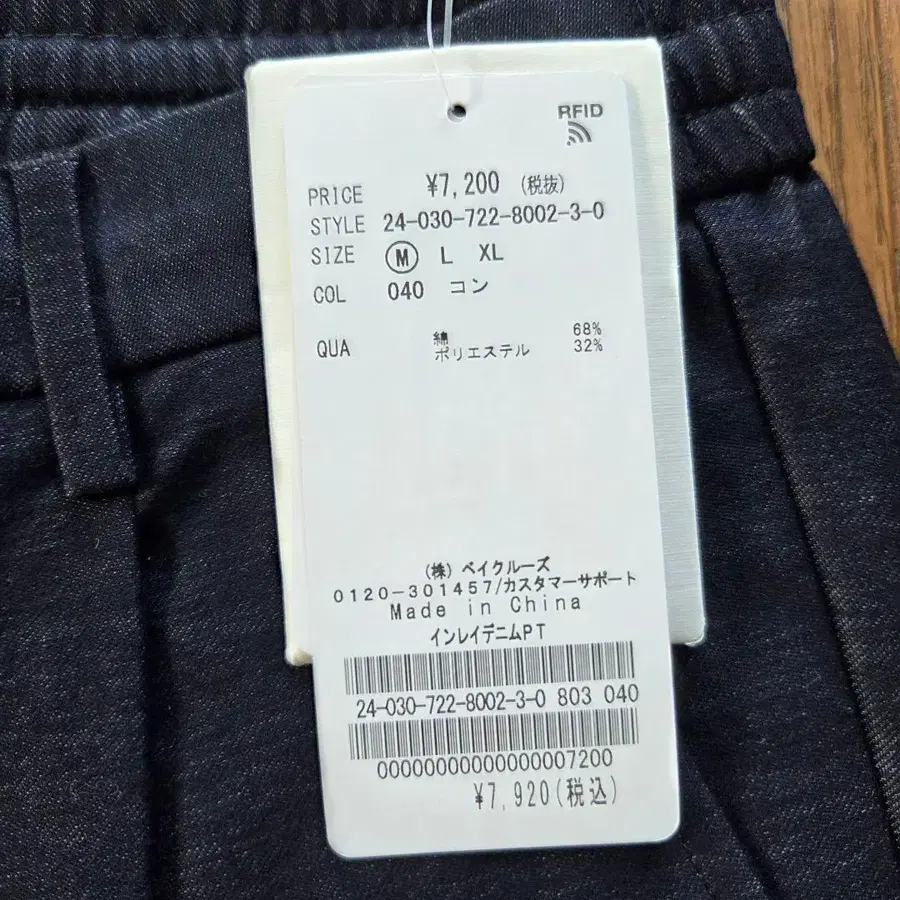 RFID
PRICE ¥7,200 (税抜)
STYLE 24-030-722-8002-3-0
SIZE Ⓜ L XL
COL 040 コン
QUA 綿 68%
ポリエステル 32%
(株) ベイクルーズ
0120-301457/カスタマーサポート
Made in China
インレイデニムPT
24-030-722-8002-3-0 803 040
00000000000000007200
¥7,920(税込)